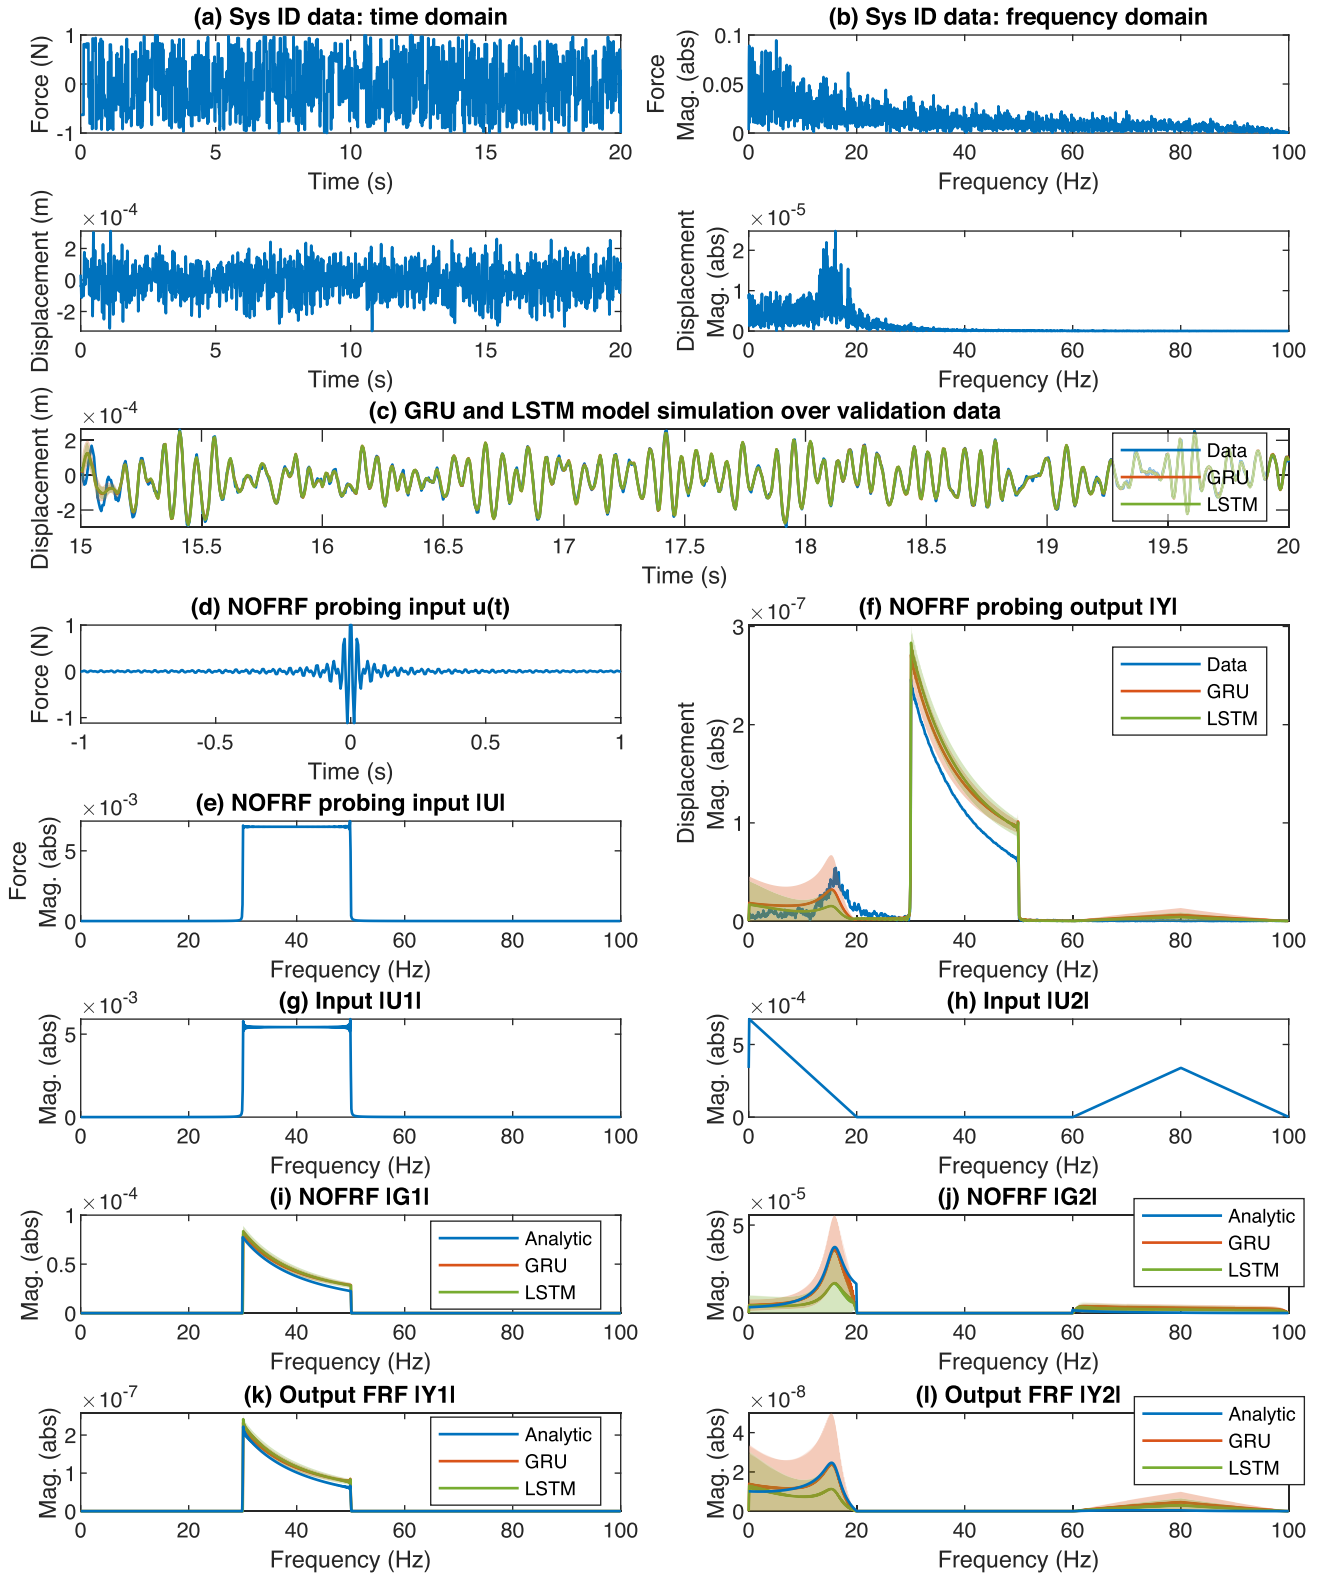 (a) Sys ID data: time domain
Force (N)
1
0
-1
0 5 10 15 20
Time (s)
(b) Sys ID data: frequency domain
Force
Mag. (abs)
0.1
0.05
0
0 20 40 60 80 100
Frequency (Hz)
×10-4
Displacement (m)
2
0
-2
0 5 10 15 20
Time (s)
×10-5
Displacement
Mag. (abs)
2
1
0
0 20 40 60 80 100
Frequency (Hz)
(c) GRU and LSTM model simulation over validation data
×10-4
Displacement (m)
2
0
-2
Data
GRU
LSTM
15 15.5 16 16.5 17 17.5 18 18.5 19 19.5 20
Time (s)
(d) NOFRF probing input u(t)
Force (N)
1
0
-1
-1 -0.5 0 0.5 1
Time (s)
(e) NOFRF probing input |U|
×10-3
Force
Mag. (abs)
5
0
0 20 40 60 80 100
Frequency (Hz)
(f) NOFRF probing output |Y|
×10-7
Displacement
Mag. (abs)
3
2
1
0
Data
GRU
LSTM
0 20 40 60 80 100
Frequency (Hz)
(g) Input |U1|
×10-3
Mag. (abs)
5
0
0 20 40 60 80 100
Frequency (Hz)
(h) Input |U2|
×10-4
Mag. (abs)
5
0
0 20 40 60 80 100
Frequency (Hz)
(i) NOFRF |G1|
×10-4
Mag. (abs)
1
0.5
0
Analytic
GRU
LSTM
0 20 40 60 80 100
Frequency (Hz)
(j) NOFRF |G2|
×10-5
Mag. (abs)
5
0
Analytic
GRU
LSTM
0 20 40 60 80 100
Frequency (Hz)
(k) Output FRF |Y1|
×10-7
Mag. (abs)
2
1
0
Analytic
GRU
LSTM
0 20 40 60 80 100
Frequency (Hz)
(l) Output FRF |Y2|
×10-8
Mag. (abs)
4
2
0
Analytic
GRU
LSTM
0 20 40 60 80 100
Frequency (Hz)